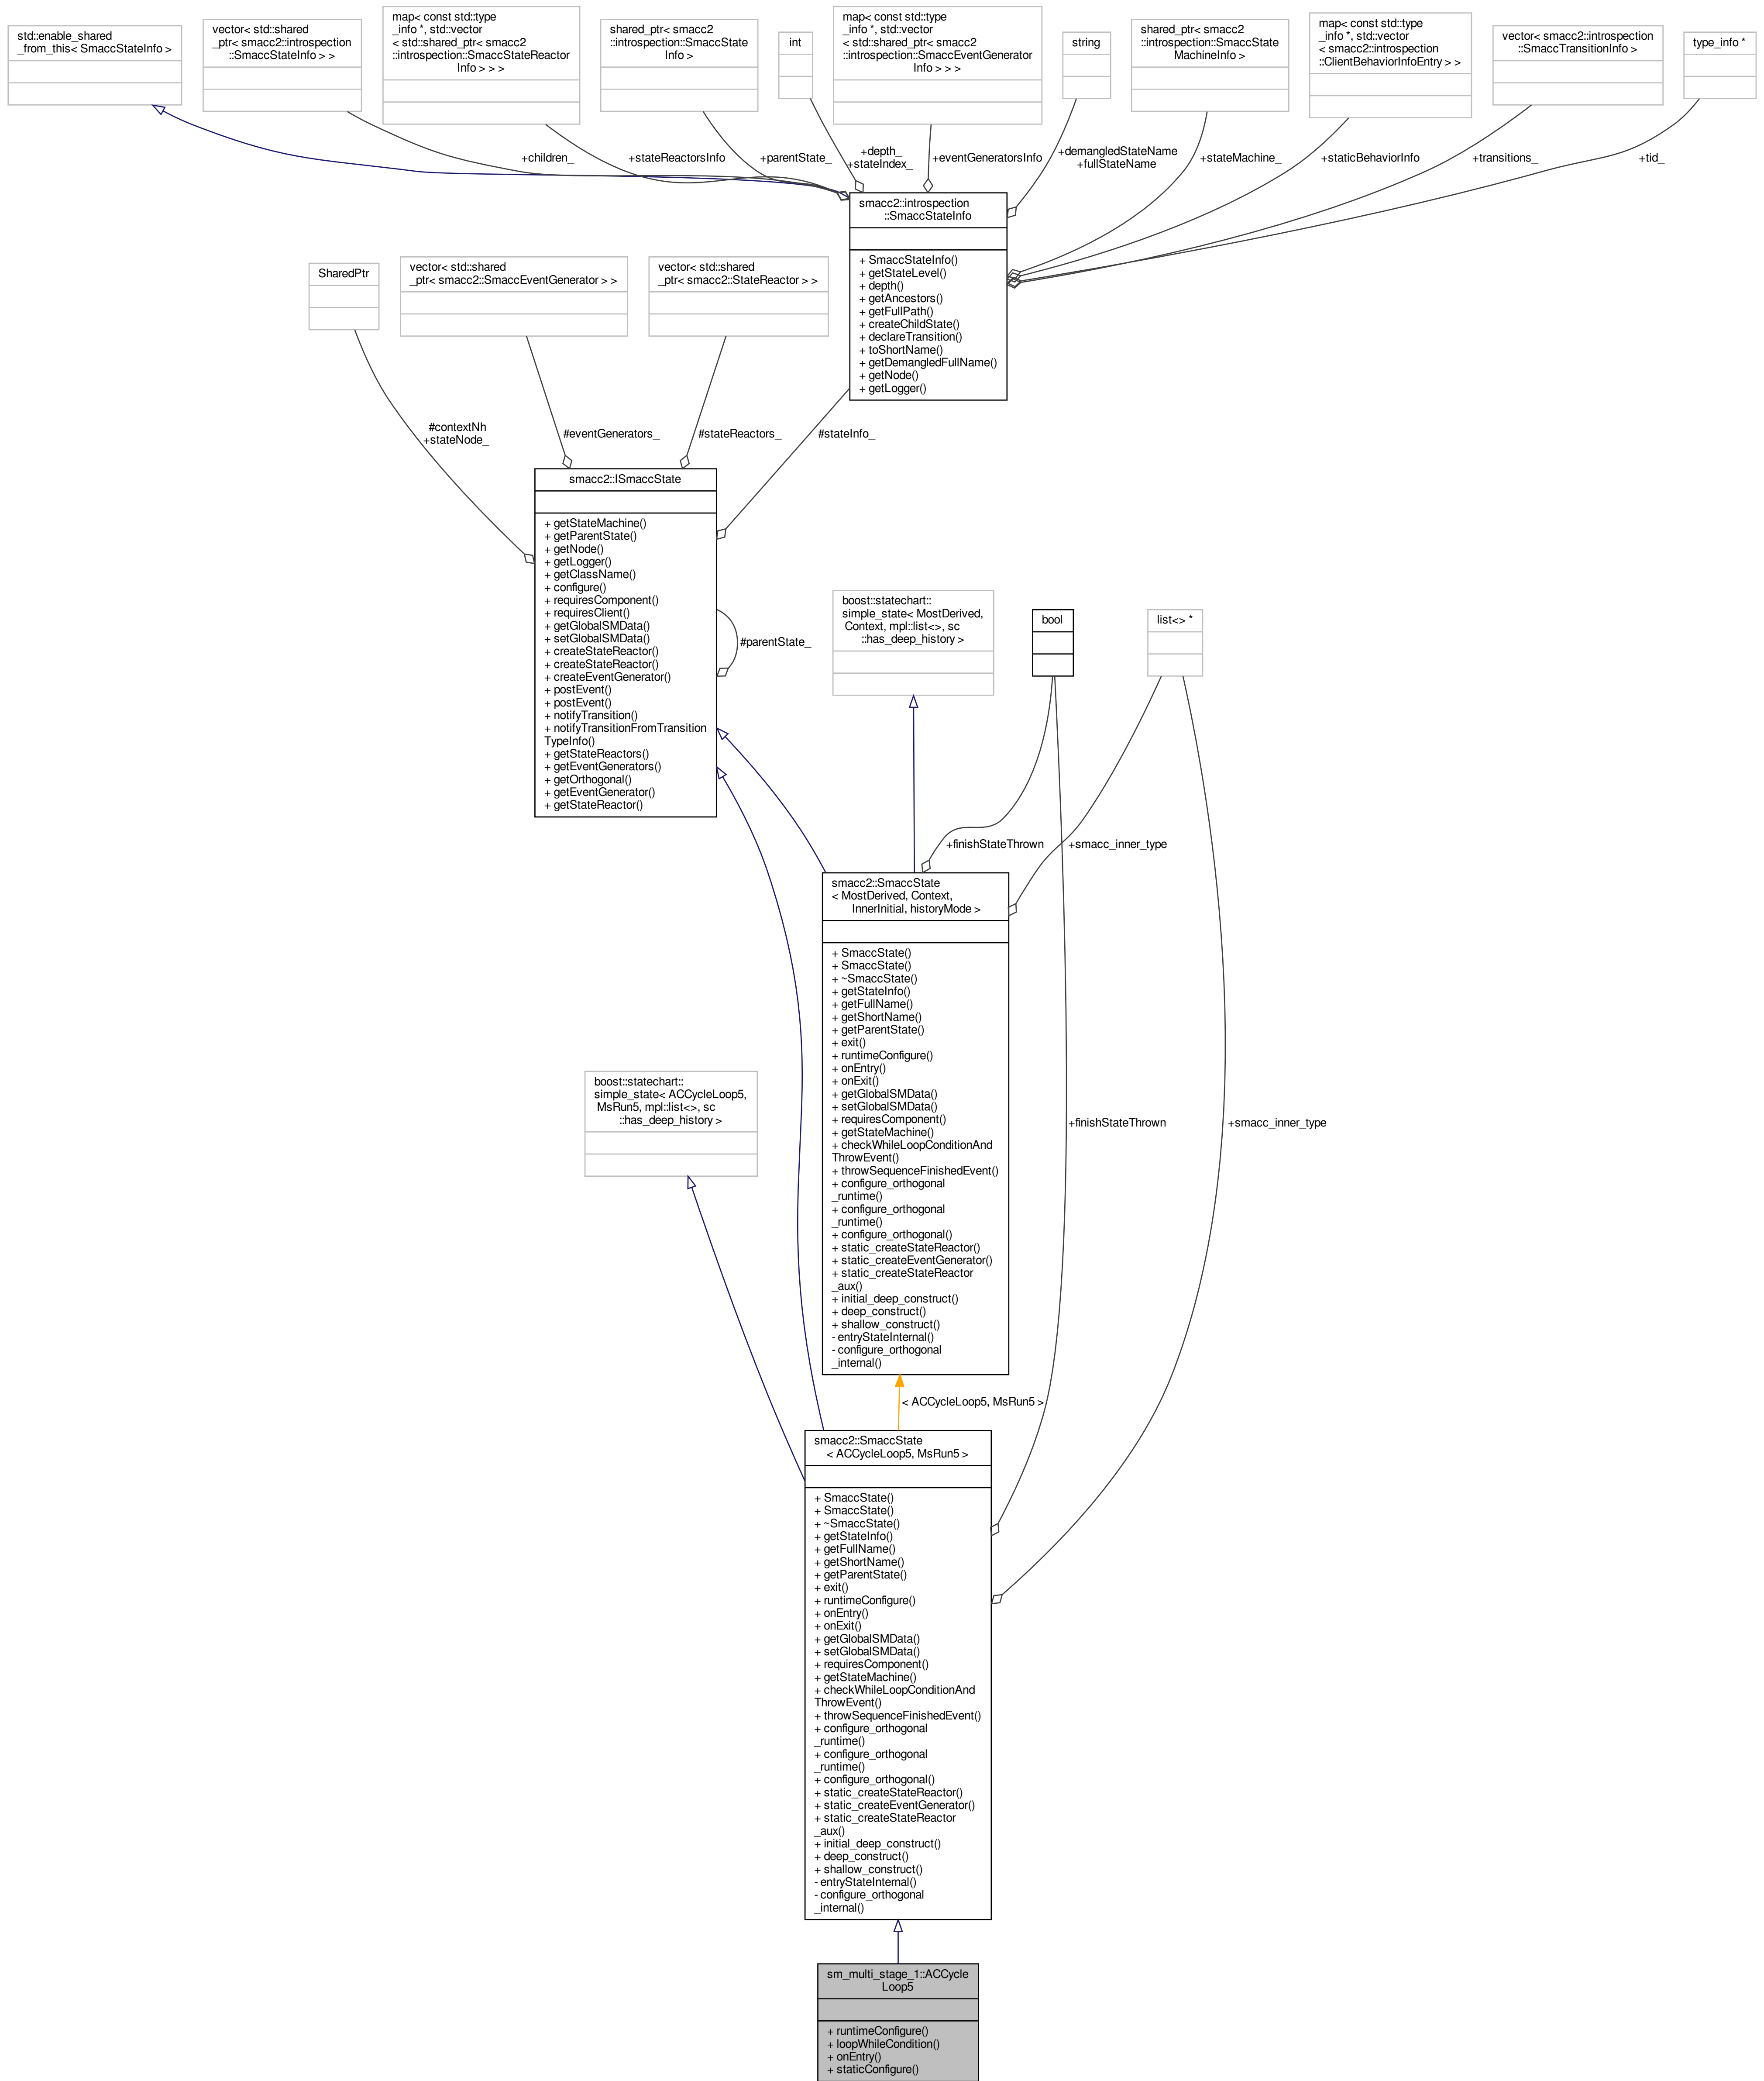 std::enable_shared
_from_this< SmaccStateInfo >
vector< std::shared
_ptr< smacc2::introspection
::SmaccStateInfo > >
map< const std::type
_info *, std::vector
< std::shared_ptr< smacc2
::introspection::SmaccStateReactor
Info > > >
shared_ptr< smacc2
::introspection::SmaccState
Info >
int
map< const std::type
_info *, std::vector
< std::shared_ptr< smacc2
::introspection::SmaccEventGenerator
Info > > >
string
shared_ptr< smacc2
::introspection::SmaccState
MachineInfo >
map< const std::type
_info *, std::vector
< smacc2::introspection
::ClientBehaviorInfoEntry > >
vector< smacc2::introspection
::SmaccTransitionInfo >
type_info *
+children_
+stateReactorsInfo
+parentState_
+depth_
+stateIndex_
+eventGeneratorsInfo
+demangledStateName
+fullStateName
+stateMachine_
+staticBehaviorInfo
+transitions_
+tid_
smacc2::introspection
::SmaccStateInfo
+ SmaccStateInfo()
+ getStateLevel()
+ depth()
+ getAncestors()
+ getFullPath()
+ createChildState()
+ declareTransition()
+ toShortName()
+ getDemangledFullName()
+ getNode()
+ getLogger()
SharedPtr
vector< std::shared
_ptr< smacc2::SmaccEventGenerator > >
vector< std::shared
_ptr< smacc2::StateReactor > >
#contextNh
+stateNode_
#eventGenerators_
#stateReactors_
#stateInfo_
smacc2::ISmaccState
+ getStateMachine()
+ getParentState()
+ getNode()
+ getLogger()
+ getClassName()
+ configure()
+ requiresComponent()
+ requiresClient()
+ getGlobalSMData()
+ setGlobalSMData()
+ createStateReactor()
+ createStateReactor()
+ createEventGenerator()
+ postEvent()
+ postEvent()
+ notifyTransition()
+ notifyTransitionFromTransition
TypeInfo()
+ getStateReactors()
+ getEventGenerators()
+ getOrthogonal()
+ getEventGenerator()
+ getStateReactor()
#parentState_
boost::statechart::
simple_state< MostDerived,
Context, mpl::list<>, sc
::has_deep_history >
bool
list<> *
+finishStateThrown
+smacc_inner_type
smacc2::SmaccState
< MostDerived, Context,
InnerInitial, historyMode >
+ SmaccState()
+ SmaccState()
+ ~SmaccState()
+ getStateInfo()
+ getFullName()
+ getShortName()
+ getParentState()
+ exit()
+ runtimeConfigure()
+ onEntry()
+ onExit()
+ getGlobalSMData()
+ setGlobalSMData()
+ requiresComponent()
+ getStateMachine()
+ checkWhileLoopConditionAnd
ThrowEvent()
+ throwSequenceFinishedEvent()
+ configure_orthogonal
_runtime()
+ configure_orthogonal
_runtime()
+ configure_orthogonal()
+ static_createStateReactor()
+ static_createEventGenerator()
+ static_createStateReactor
_aux()
+ initial_deep_construct()
+ deep_construct()
+ shallow_construct()
- entryStateInternal()
- configure_orthogonal
_internal()
boost::statechart::
simple_state< ACCycleLoop5,
MsRun5, mpl::list<>, sc
::has_deep_history >
+finishStateThrown
+smacc_inner_type
< ACCycleLoop5, MsRun5 >
smacc2::SmaccState
< ACCycleLoop5, MsRun5 >
+ SmaccState()
+ SmaccState()
+ ~SmaccState()
+ getStateInfo()
+ getFullName()
+ getShortName()
+ getParentState()
+ exit()
+ runtimeConfigure()
+ onEntry()
+ onExit()
+ getGlobalSMData()
+ setGlobalSMData()
+ requiresComponent()
+ getStateMachine()
+ checkWhileLoopConditionAnd
ThrowEvent()
+ throwSequenceFinishedEvent()
+ configure_orthogonal
_runtime()
+ configure_orthogonal
_runtime()
+ configure_orthogonal()
+ static_createStateReactor()
+ static_createEventGenerator()
+ static_createStateReactor
_aux()
+ initial_deep_construct()
+ deep_construct()
+ shallow_construct()
- entryStateInternal()
- configure_orthogonal
_internal()
sm_multi_stage_1::ACCycle
Loop5
+ runtimeConfigure()
+ loopWhileCondition()
+ onEntry()
+ staticConfigure()